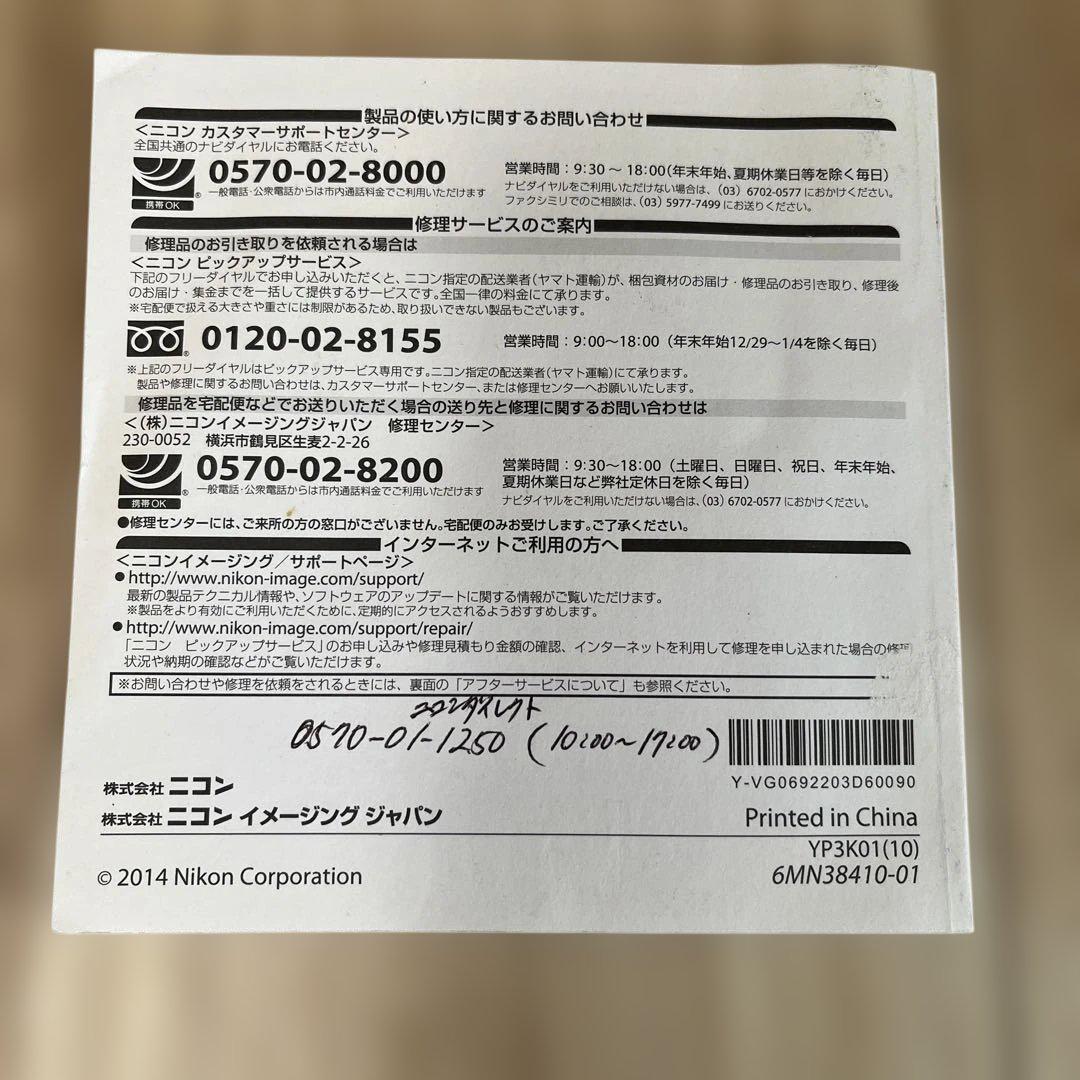 製品の使い方に関するお問い合わせ
<ニコン カスタマーサポートセンター>
全国共通のナビダイヤルにお電話ください。
0570-02-8000
一般電話・公衆電話からは市内通話料金でご利用いただけます
携帯OK
営業時間：9:30～18:00(年末年始、夏期休業日等を除く毎日)
ナビダイヤルをご利用いただけない場合は、(03) 6702-0577 におかけください。
ファクシミリでのご相談は、(03) 5977-7499 にお送りください。
修理サービスのご案内
修理品のお引き取りを依頼される場合は
<ニコン ピックアップサービス>
下記のフリーダイヤルでお申し込みいただくと、ニコン指定の配送業者(ヤマト運輸)が、梱包資材のお届け・修理品のお引き取り、修理後
のお届け・集金までを一括して提供するサービスです。全国一律の料金にて承ります。
※宅配便で扱える大きさや重さには制限があるため、取り扱いできない製品もございます。
0120-02-8155
営業時間：9:00～18:00（年末年始12/29～1/4を除く毎日）
※上記のフリーダイヤルはピックアップサービス専用です。ニコン指定の配送業者(ヤマト運輸)にて承ります。
製品や修理に関するお問い合わせは、カスタマーサポートセンター、または修理センターへお願いいたします。
修理品を宅配便などでお送りいただく場合の送り先と修理に関するお問い合わせは
<(株)ニコンイメージングジャパン　修理センター>
230-0052　横浜市鶴見区生麦2-2-26
0570-02-8200
一般電話・公衆電話からは市内通話料金でご利用いただけます
携帯OK
営業時間：9:30～18:00（土曜日、日曜日、祝日、年末年始、
夏期休業日など弊社定休日を除く毎日）
ナビダイヤルをご利用いただけない場合は、(03) 6702-0577 におかけください。
●修理センターには、ご来所の方の窓口がございません。宅配便のみお受けします。ご了承ください。
インターネットご利用の方へ
<ニコンイメージング／サポートページ>
●http://www.nikon-image.com/support/
最新の製品テクニカル情報や、ソフトウェアのアップデートに関する情報がご覧いただけます。
※製品をより有効にご利用いただくために、定期的にアクセスされるようおすすめします。
●http://www.nikon-image.com/support/repair/
「ニコン　ピックアップサービス」のお申し込みや修理見積もり金額の確認、インターネットを利用して修理を申し込まれた場合の修理
状況や納期の確認などがご覧いただけます。
※お問い合わせや修理を依頼をされるときには、裏面の「アフターサービスについて」も参照ください。
ニコンダイレクト
0570-01-1250 (10:00～17:00)
Y-VG0692203D60090
株式会社 ニコン
株式会社 ニコン イメージング ジャパン
Printed in China
YP3K01(10)
© 2014 Nikon Corporation
6MN38410-01